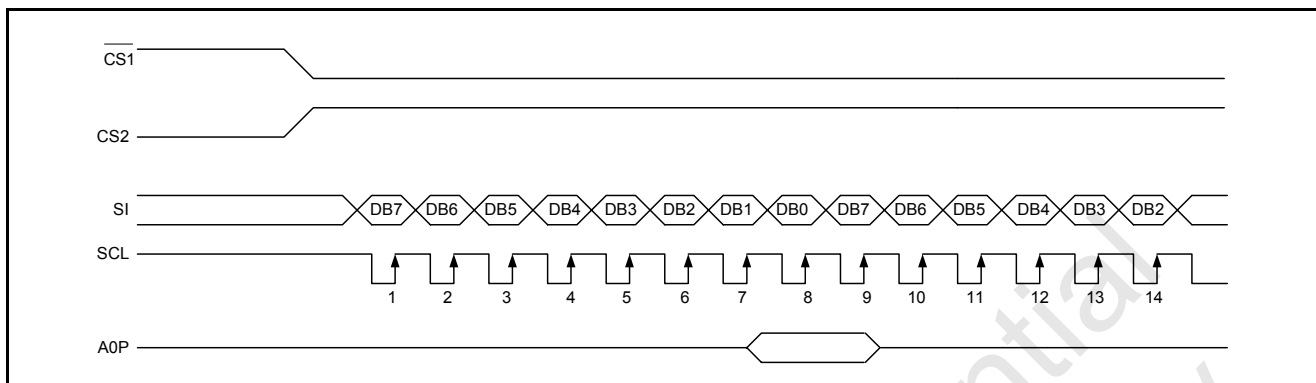 CS1
CS2
SI DB7 DB6 DB5 DB4 DB3 DB2 DB1 DB0 DB7 DB6 DB5 DB4 DB3 DB2
SCL
1 2 3 4 5 6 7 8 9 10 11 12 13 14
A0P